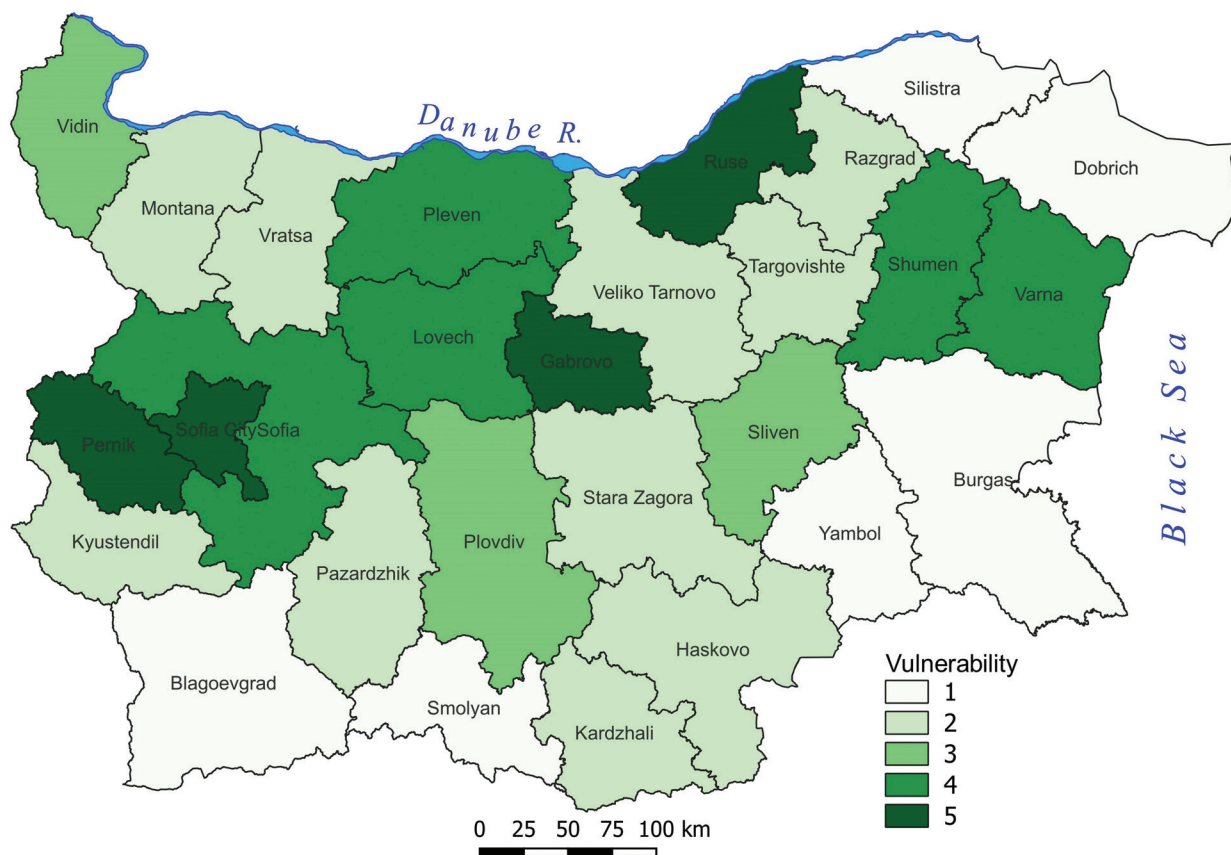 Silistra
Danube R.
Vidin
Ruse
Razgrad
Dobrich
Montana
Pleven
Vratsa
Targovishte
Shumen
Veliko Tarnovo
Varna
Lovech
Gabrovo
Black Sea
Pernik
Sofia City
Sofia
Sliven
Burgas
Stara Zagora
Kyustendil
Plovdiv
Yambol
Pazardzhik
Haskovo
Blagoevgrad
Smolyan
Kardzhali
Vulnerability
1
2
3
4
5
0 25 50 75 100 km